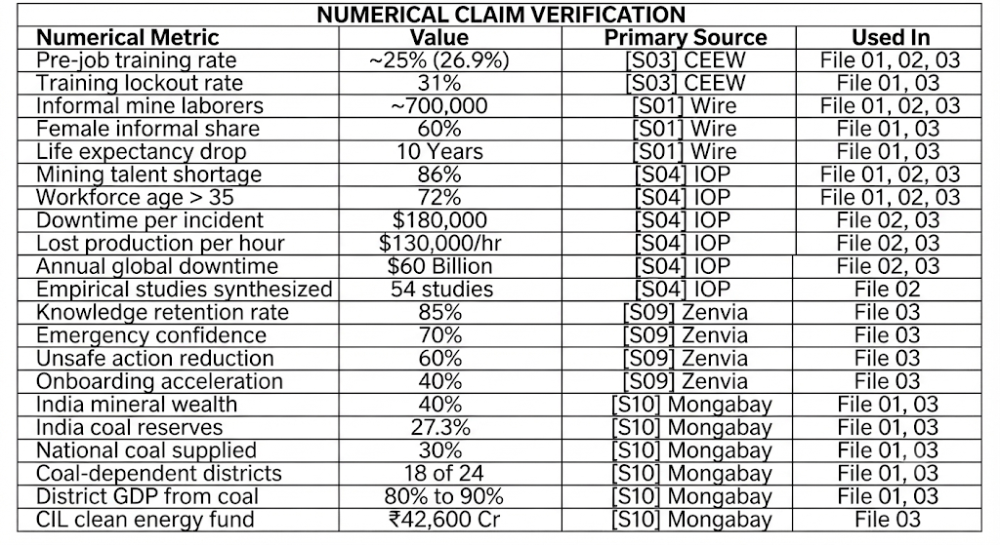 NUMERICAL CLAIM VERIFICATION
Numerical Metric Value Primary Source Used In
Pre-job training rate ~25% (26.9%) [S03] CEEW File 01, 02, 03
Training lockout rate 31% [S03] CEEW File 01, 03
Informal mine laborers ~700,000 [S01] Wire File 01, 02, 03
Female informal share 60% [S01] Wire File 01, 03
Life expectancy drop 10 Years [S01] Wire File 01, 03
Mining talent shortage 86% [S04] IOP File 01, 02, 03
Workforce age > 35 72% [S04] IOP File 01, 02, 03
Downtime per incident $180,000 [S04] IOP File 02, 03
Lost production per hour $130,000/hr [S04] IOP File 02, 03
Annual global downtime $60 Billion [S04] IOP File 02, 03
Empirical studies synthesized 54 studies [S04] IOP File 02
Knowledge retention rate 85% [S09] Zenvia File 03
Emergency confidence 70% [S09] Zenvia File 03
Unsafe action reduction 60% [S09] Zenvia File 03
Onboarding acceleration 40% [S09] Zenvia File 03
India mineral wealth 40% [S10] Mongabay File 01, 03
India coal reserves 27.3% [S10] Mongabay File 01, 03
National coal supplied 30% [S10] Mongabay File 01, 03
Coal-dependent districts 18 of 24 [S10] Mongabay File 01, 03
District GDP from coal 80% to 90% [S10] Mongabay File 01, 03
CIL clean energy fund ₹42,600 Cr [S10] Mongabay File 03